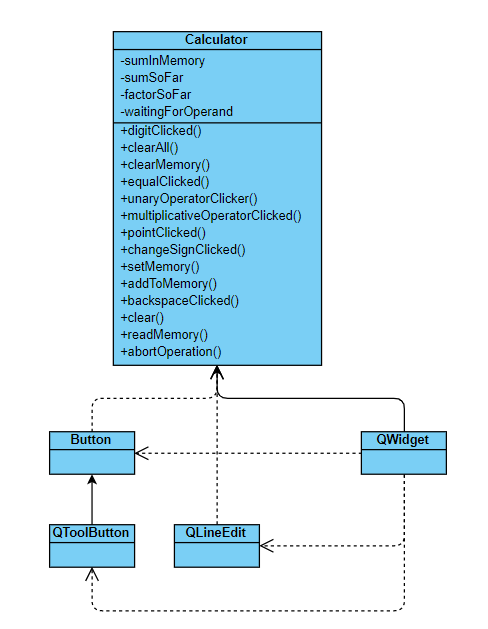 Calculator
-sumInMemory
-sumSoFar
-factorSoFar
-waitingForOperand
+digitClicked()
+clearAll()
+clearMemory()
+equalClicked()
+unaryOperatorClicker()
+multiplicativeOperatorClicked()
+pointClicked()
+changeSignClicked()
+setMemory()
+addToMemory()
+backspaceClicked()
+clear()
+readMemory()
+abortOperation()
Button
QWidget
QToolButton
QLineEdit